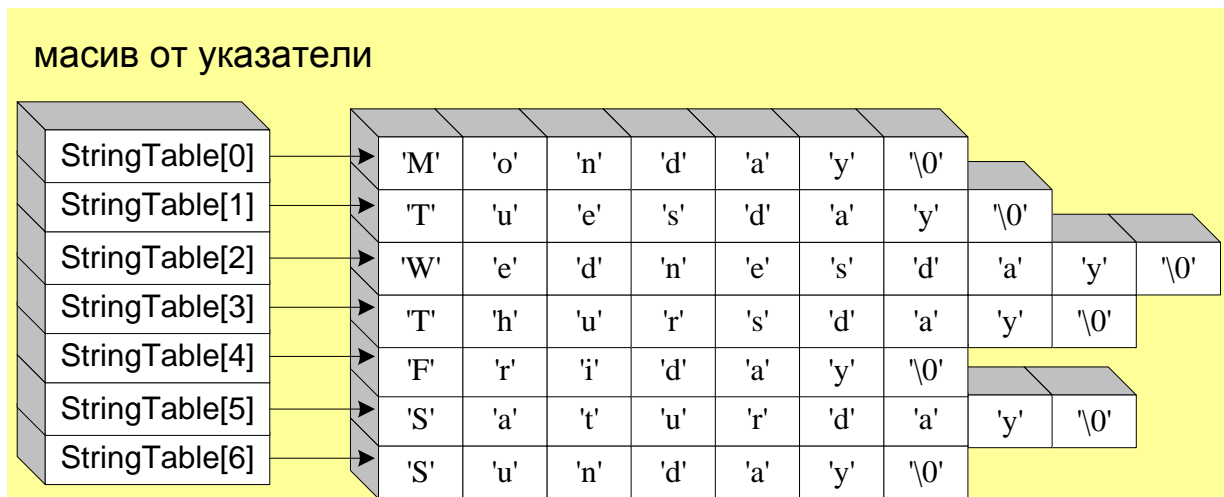 масив от указатели
StringTable[0] 'M' 'o' 'n' 'd' 'a' 'y' '\0'
StringTable[1] 'T' 'u' 'e' 's' 'd' 'a' 'y' '\0'
StringTable[2] 'W' 'e' 'd' 'n' 'e' 's' 'd' 'a' 'y' '\0'
StringTable[3] 'T' 'h' 'u' 'r' 's' 'd' 'a' 'y' '\0'
StringTable[4] 'F' 'r' 'i' 'd' 'a' 'y' '\0'
StringTable[5] 'S' 'a' 't' 'u' 'r' 'd' 'a' 'y' '\0'
StringTable[6] 'S' 'u' 'n' 'd' 'a' 'y' '\0'